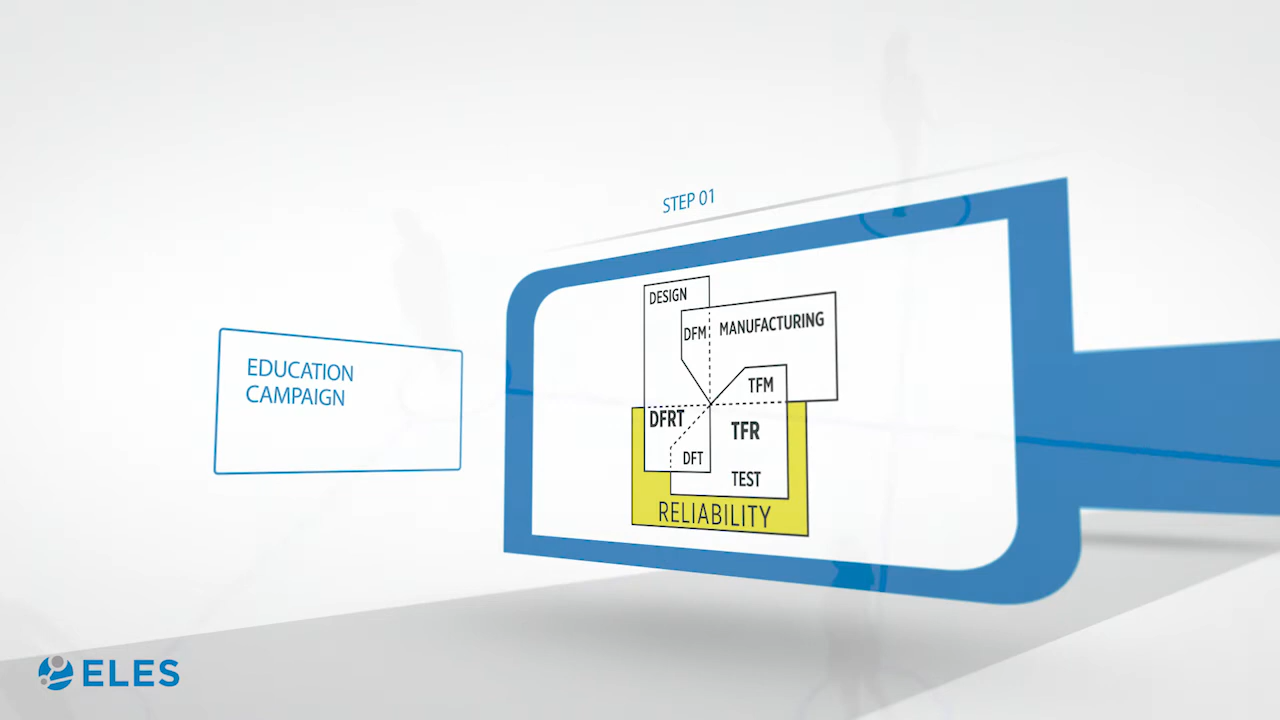 STEP 01
EDUCATION
CAMPAIGN
DESIGN
DFM
MANUFACTURING
TFM
DFRT
TFR
DFT
TEST
RELIABILITY
ELES